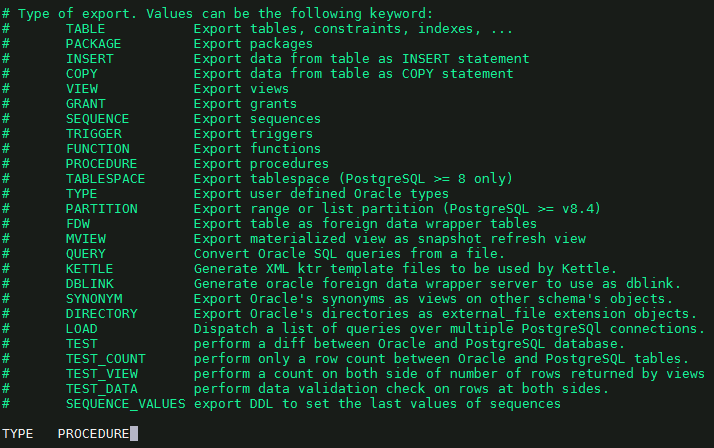 # Type of export. Values can be the following keyword:
#       TABLE           Export tables, constraints, indexes, ...
#       PACKAGE         Export packages
#       INSERT          Export data from table as INSERT statement
#       COPY            Export data from table as COPY statement
#       VIEW            Export views
#       GRANT           Export grants
#       SEQUENCE        Export sequences
#       TRIGGER         Export triggers
#       FUNCTION        Export functions
#       PROCEDURE       Export procedures
#       TABLESPACE      Export tablespace (PostgreSQL >= 8 only)
#       TYPE            Export user defined Oracle types
#       PARTITION       Export range or list partition (PostgreSQL >= v8.4)
#       FDW             Export table as foreign data wrapper tables
#       MVIEW           Export materialized view as snapshot refresh view
#       QUERY           Convert Oracle SQL queries from a file.
#       KETTLE          Generate XML ktr template files to be used by Kettle.
#       DBLINK          Generate oracle foreign data wrapper server to use as dblink.
#       SYNONYM         Export Oracle's synonyms as views on other schema's objects.
#       DIRECTORY       Export Oracle's directories as external_file extension objects.
#       LOAD            Dispatch a list of queries over multiple PostgreSQl connections.
#       TEST            perform a diff between Oracle and PostgreSQL database.
#       TEST_COUNT      perform only a row count between Oracle and PostgreSQL tables.
#       TEST_VIEW       perform a count on both side of number of rows returned by views
#       TEST_DATA       perform data validation check on rows at both sides.
#       SEQUENCE_VALUES export DDL to set the last values of sequences
TYPE   PROCEDURE